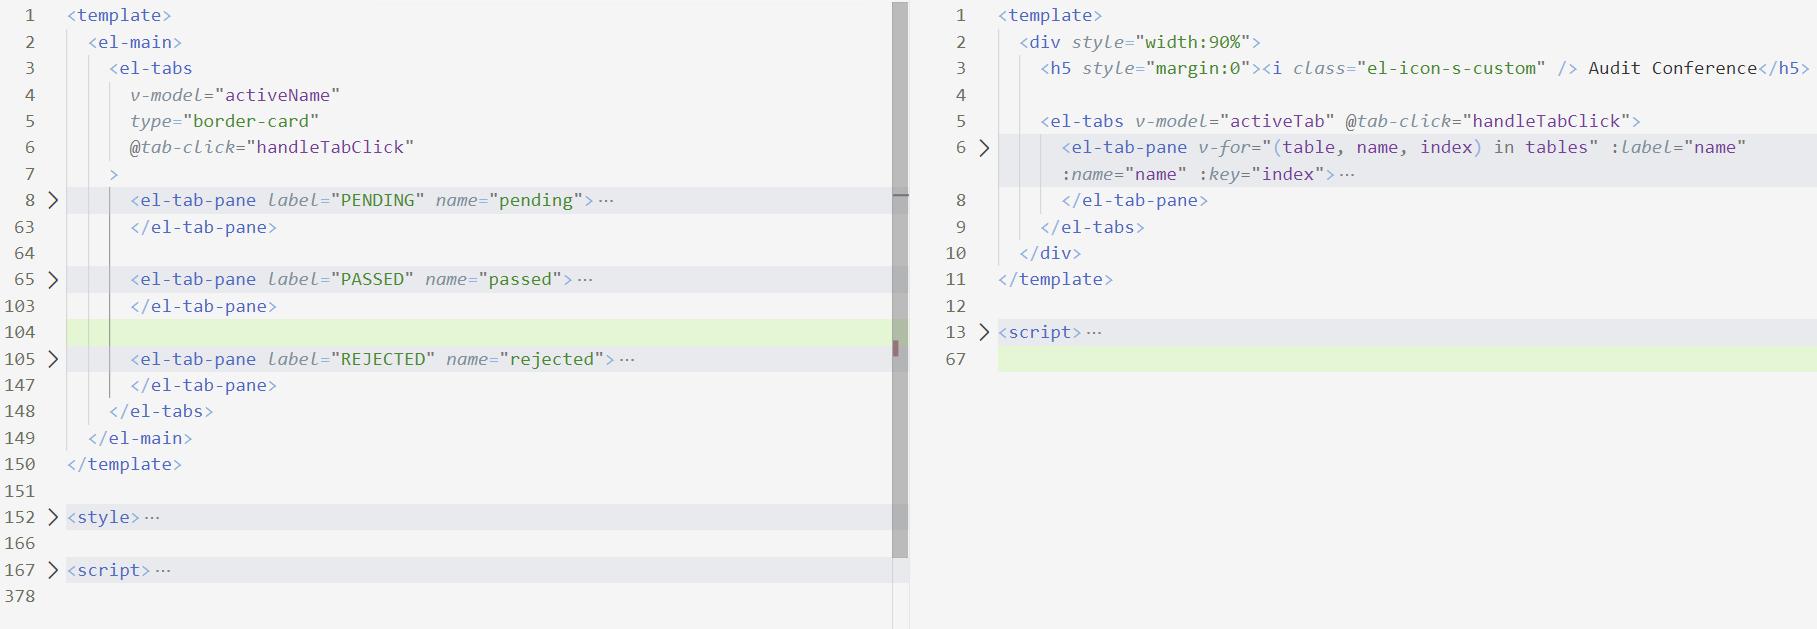 1 <template>
2 <el-main>
3 <el-tabs
4 v-model="activeName"
5 type="border-card"
6 @tab-click="handleTabClick"
7 >
8 <el-tab-pane label="PENDING" name="pending">···
63 </el-tab-pane>
64
65 <el-tab-pane label="PASSED" name="passed">···
103 </el-tab-pane>
104
105 <el-tab-pane label="REJECTED" name="rejected">···
147 </el-tab-pane>
148 </el-tabs>
149 </el-main>
150 </template>
151
152 <style>···
166
167 <script>···
378
1 <template>
2 <div style="width:90%">
3 <h5 style="margin:0"><i class="el-icon-s-custom" /> Audit Conference</h5>
4
5 <el-tabs v-model="activeTab" @tab-click="handleTabClick">
6 <el-tab-pane v-for="(table, name, index) in tables" :label="name"
:name="name" :key="index">···
8 </el-tab-pane>
9 </el-tabs>
10 </div>
11 </template>
12
13 <script>···
67